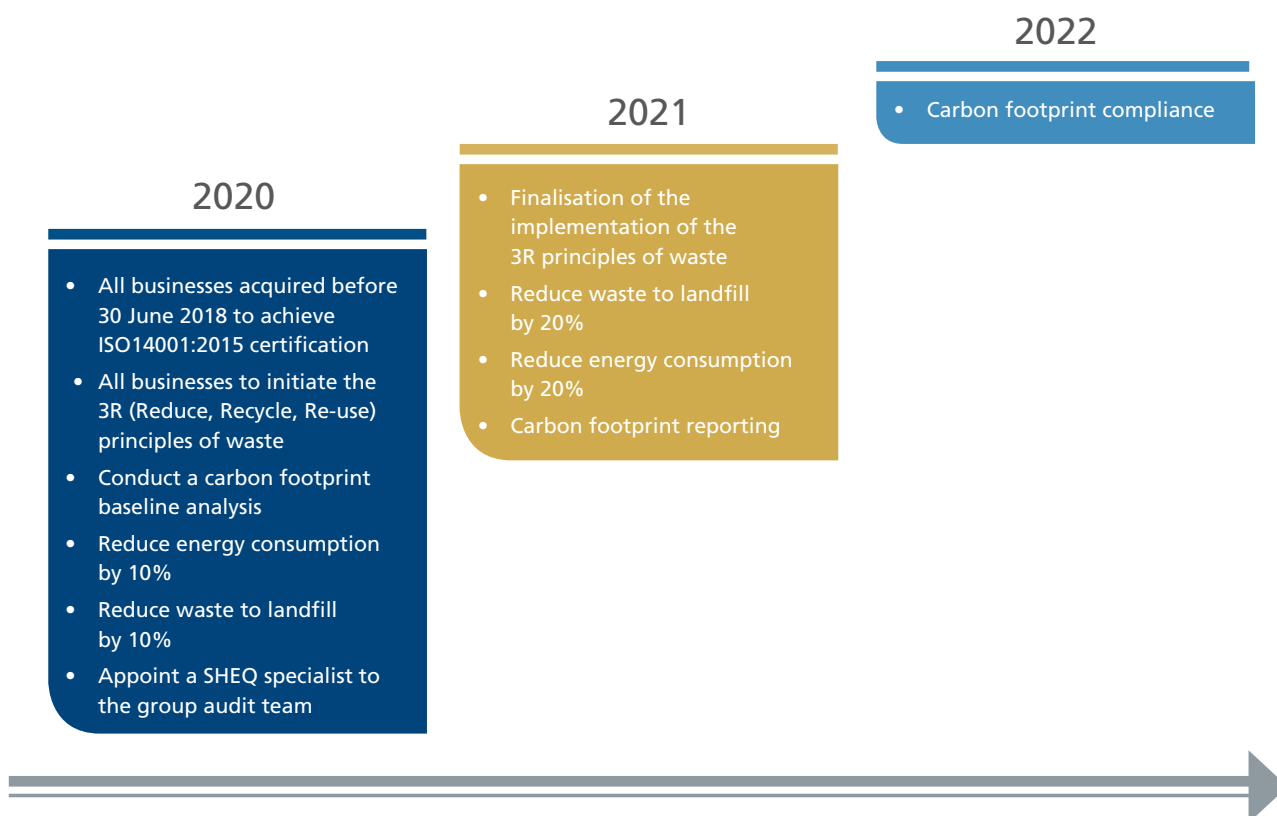 2020
• All businesses acquired before
30 June 2018 to achieve
ISO14001:2015 certification
• All businesses to initiate the
3R (Reduce, Recycle, Re-use)
principles of waste
• Conduct a carbon footprint
baseline analysis
• Reduce energy consumption
by 10%
• Reduce waste to landfill
by 10%
• Appoint a SHEQ specialist to
the group audit team
2021
• Finalisation of the
implementation of the
3R principles of waste
• Reduce waste to landfill
by 20%
• Reduce energy consumption
by 20%
• Carbon footprint reporting
2022
• Carbon footprint compliance